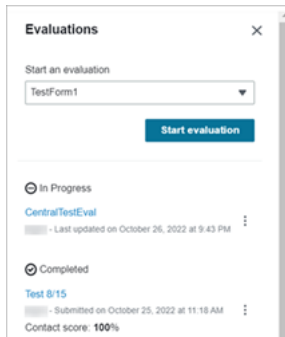 Evaluations
Start an evaluation
TestForm1
Start evaluation
In Progress
CentralTestEval
- Last updated on October 26, 2022 at 9:43 PM
Completed
Test 8/15
- Submitted on October 25, 2022 at 11:18 AM
Contact score: 100%